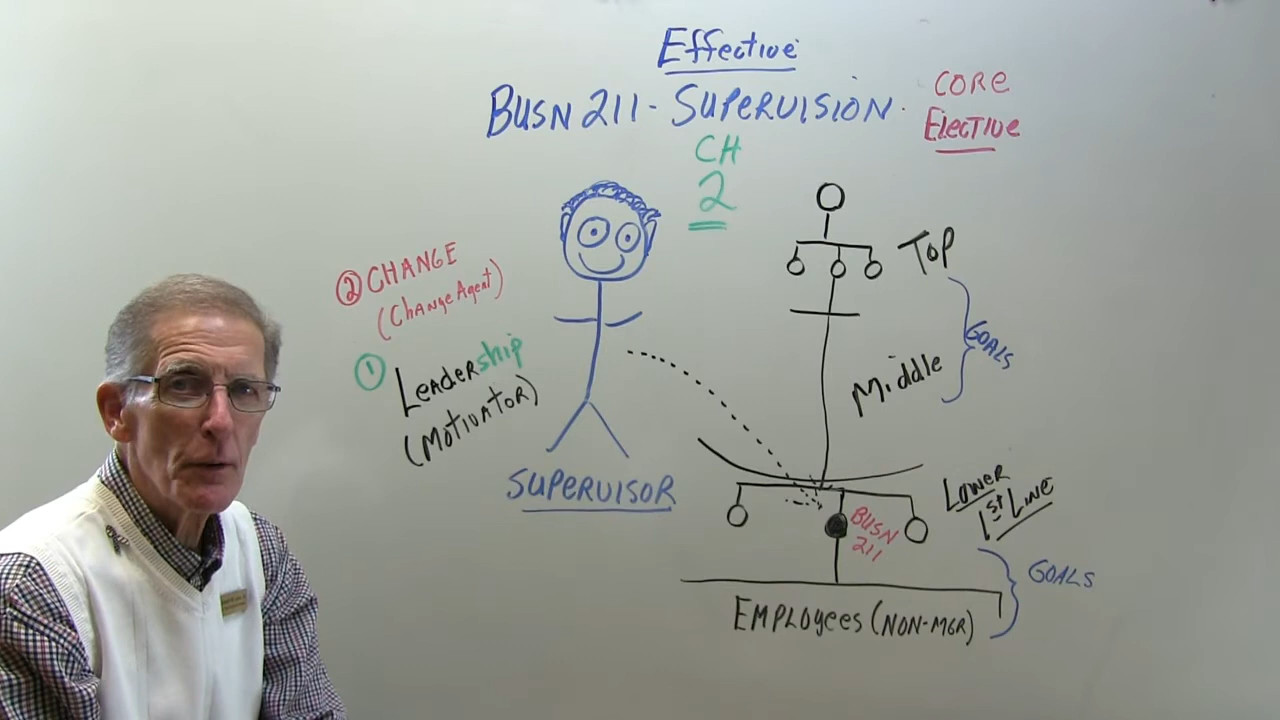 Effective
BUSN 211 - SUPERVISION.
CORE
Elective
CH
2
② CHANGE
(Change Agent)
① Leadership
(MOTIVATOR)
SUPERVISOR
TOP
GOALS
Middle
Lower
1st Line
BUSN
211
GOALS
EMPloyees (NON-MGR)